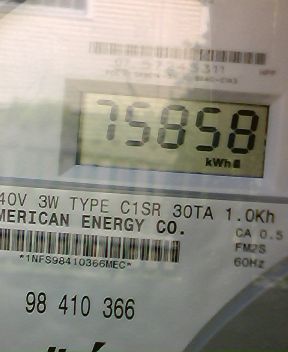 75858
kWh
40V 3W TYPE C1SR 30TA 1.0Kh
MERICAN ENERGY CO.
CA 0.5
FM2S
*1NFS98410366MEC*
60Hz
98 410 366